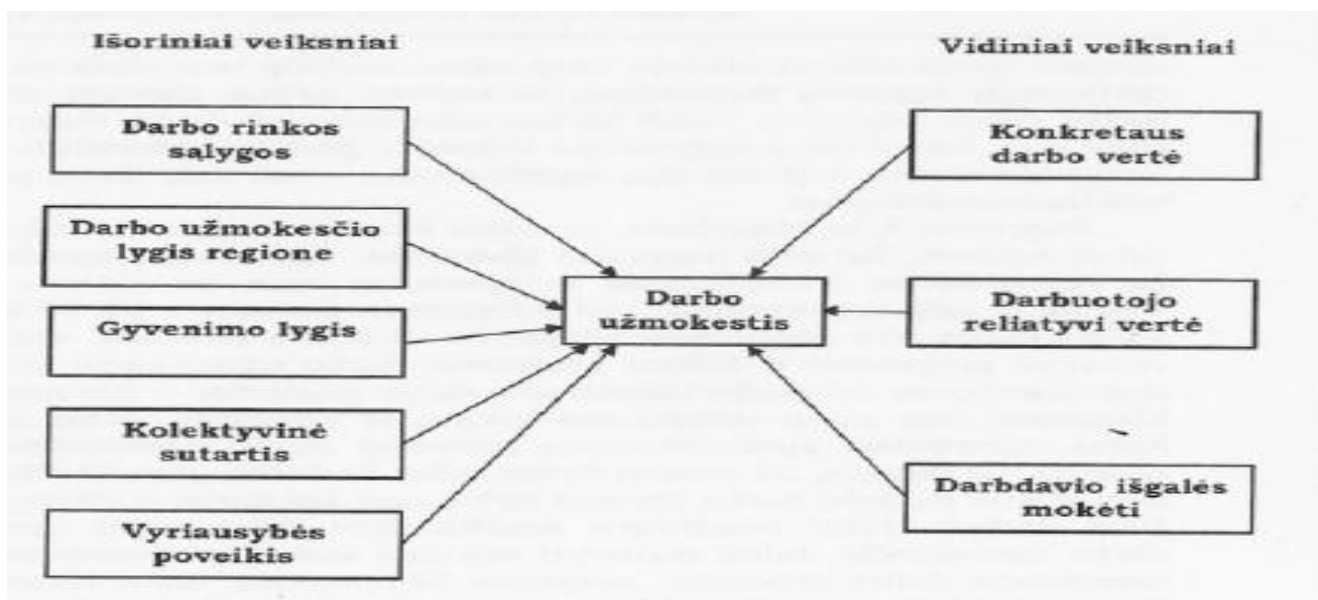 Išoriniai veiksniai
Vidiniai veiksniai
Darbo rinkos
sąlygos
Darbo užmokesčio
lygis regione
Gyvenimo lygis
Kolektyvinė
sutartis
Vyriausybės
poveikis
Darbo
užmokestis
Konkretaus
darbo vertė
Darbuotojo
reliatyvi vertė
Darbdavio išgalės
mokėti